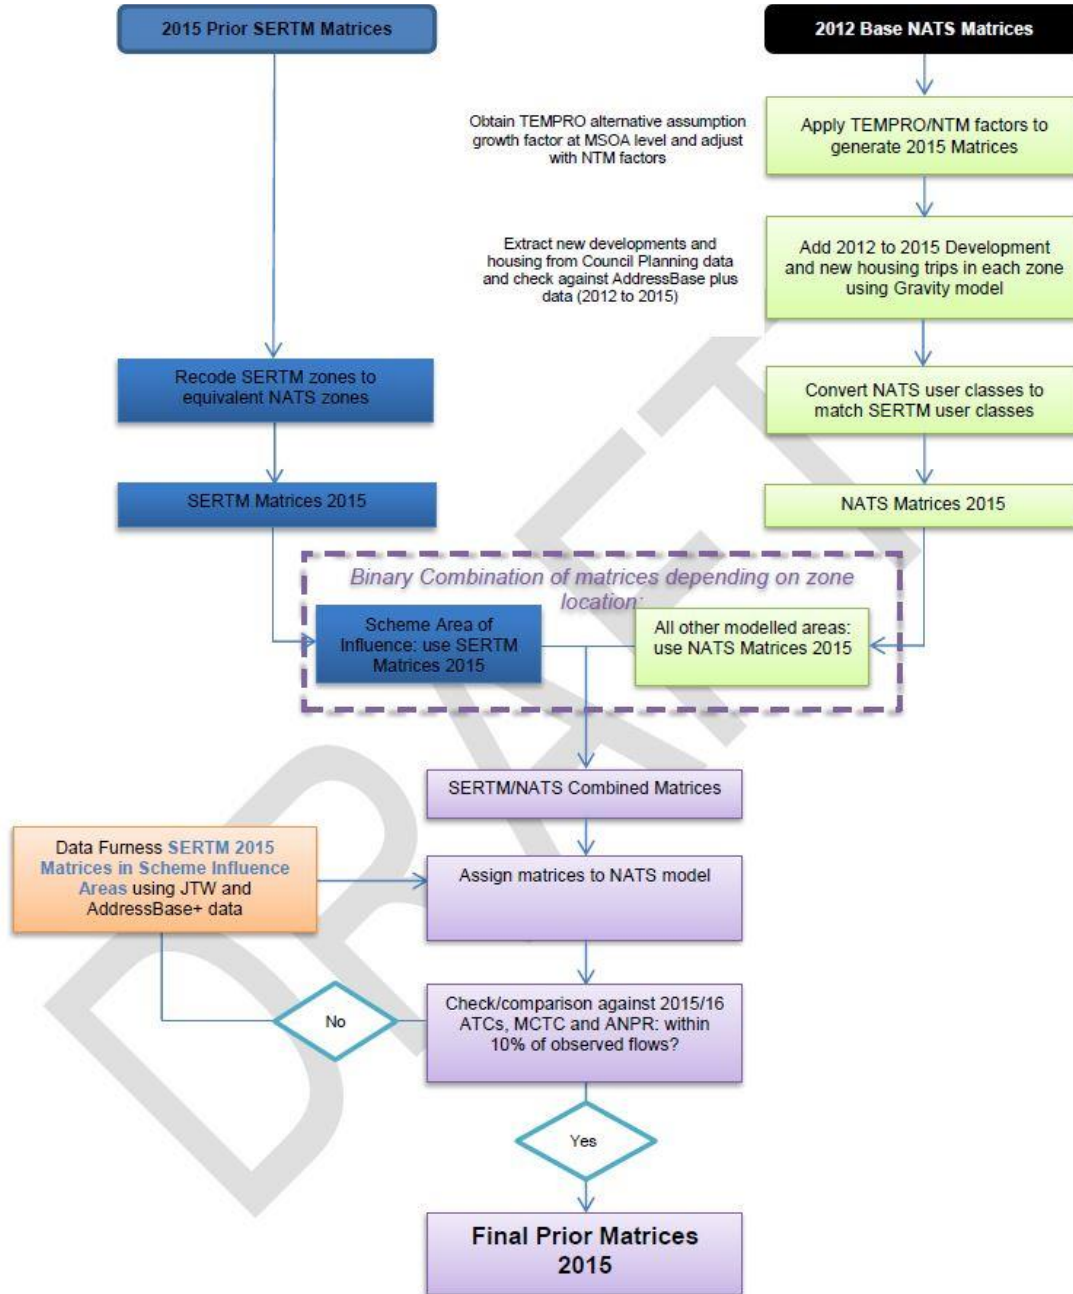 2015 Prior SERTM Matrices
2012 Base NATS Matrices
Obtain TEMPRO alternative assumption
growth factor at MSOA level and adjust
with NTM factors
Apply TEMPRO/NTM factors to
generate 2015 Matrices
Extract new developments and
housing from Council Planning data
and check against AddressBase plus
data (2012 to 2015)
Add 2012 to 2015 Development
and new housing trips in each zone
using Gravity model
Recode SERTM zones to
equivalent NATS zones
Convert NATS user classes to
match SERTM user classes
SERTM Matrices 2015
NATS Matrices 2015
Binary Combination of matrices depending on zone
location:
Scheme Area of
Influence: use SERTM
Matrices 2015
All other modelled areas:
use NATS Matrices 2015
SERTM/NATS Combined Matrices
Data Furness SERTM 2015
Matrices in Scheme Influence
Areas using JTW and
AddressBase+ data
Assign matrices to NATS model
No
Check/comparison against 2015/16
ATCs, MCTC and ANPR: within
10% of observed flows?
Yes
Final Prior Matrices
2015
DRAFT